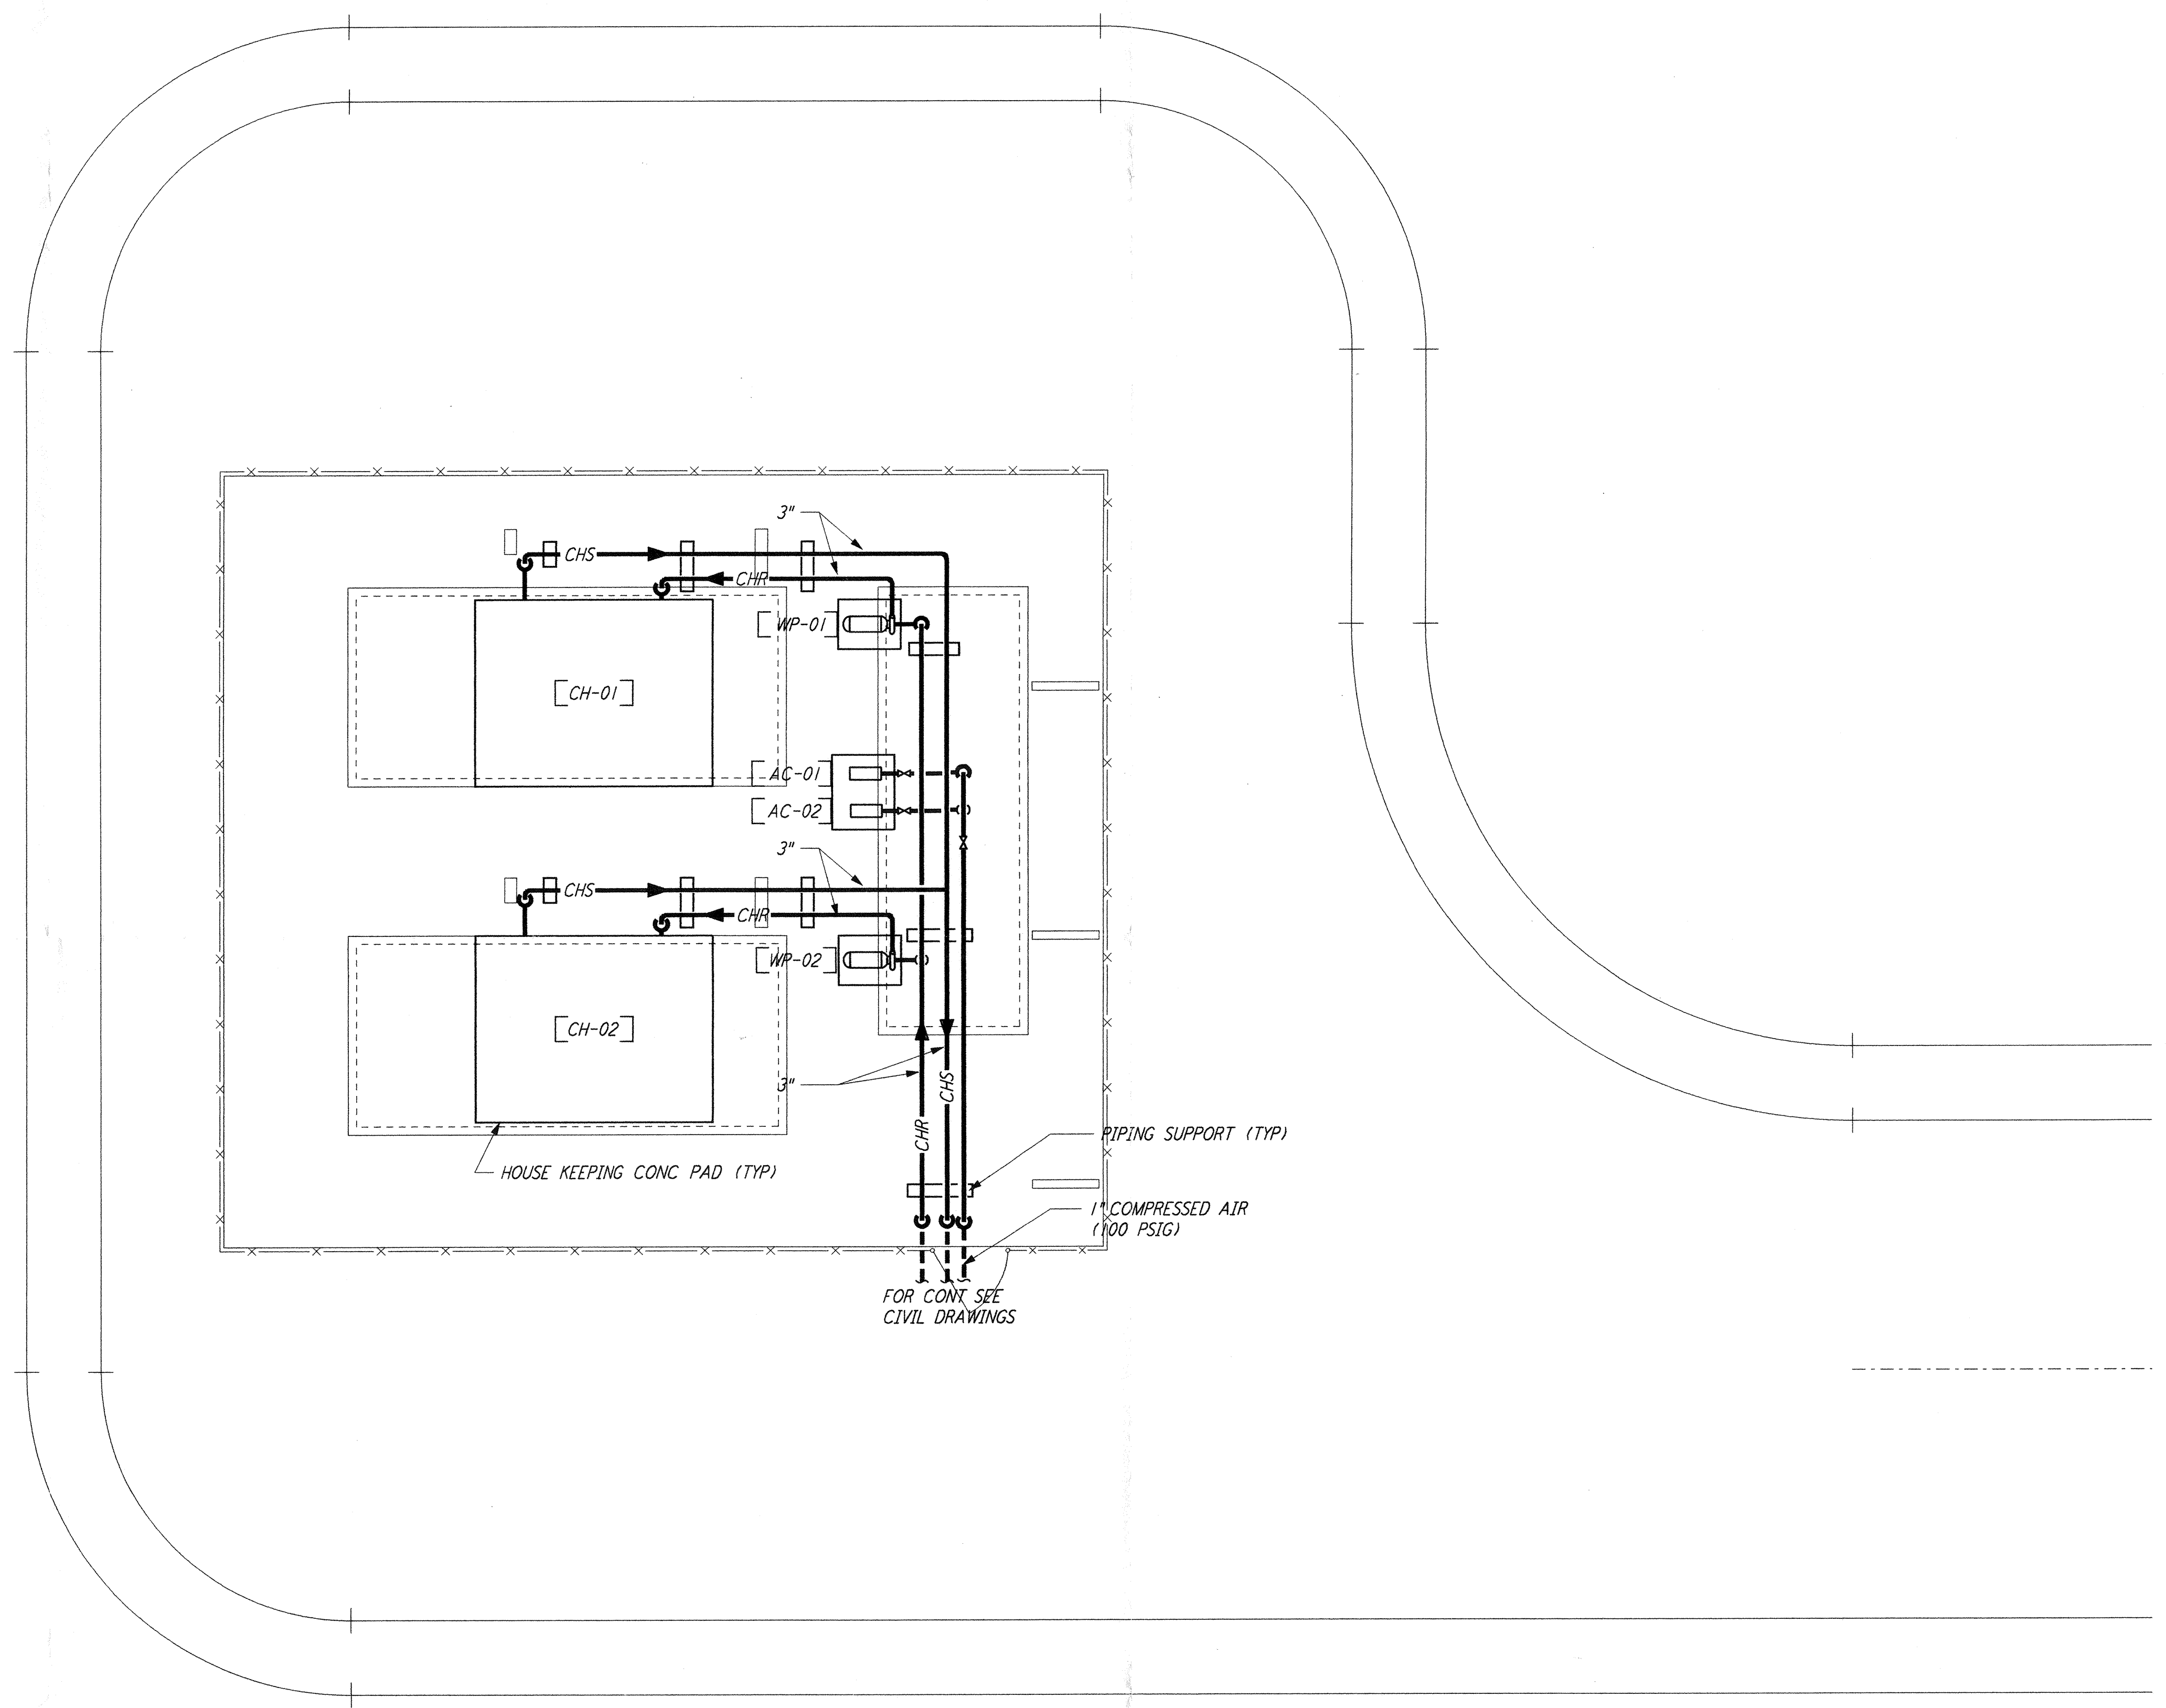 3"
CHS
CHR
WP-01
CH-01
AC-01
AC-02
3"
CHS
CHR
WP-02
CH-02
3"
CHS
CHR
PIPING SUPPORT (TYP)
HOUSE KEEPING CONC PAD (TYP)
1" COMPRESSED AIR
(100 PSIG)
FOR CONT SEE
CIVIL DRAWINGS